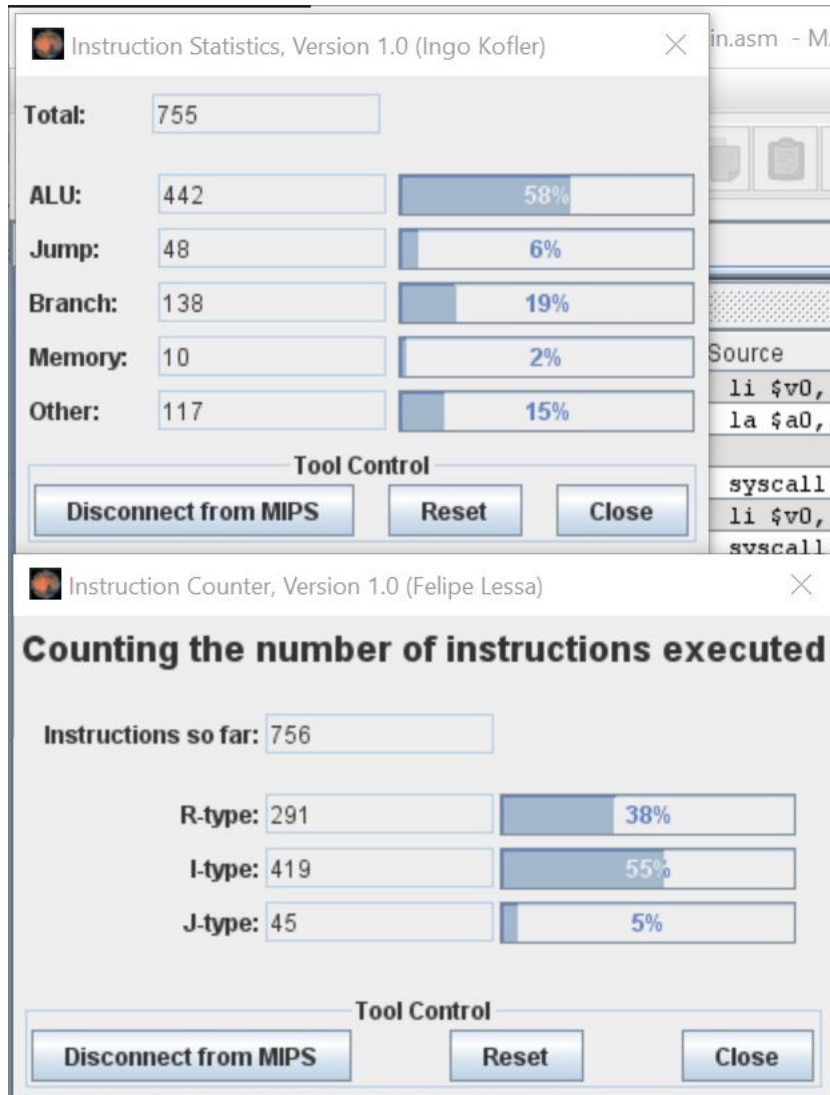 Instruction Statistics, Version 1.0 (Ingo Kofler)
in.asm - M
Total: 755
ALU: 442 58%
Jump: 48 6%
Branch: 138 19%
Memory: 10 2%
Source
Other: 117 15%
li $v0,
la $a0,
Tool Control
syscall
Disconnect from MIPS Reset Close
li $v0,
syscall
Instruction Counter, Version 1.0 (Felipe Lessa)
Counting the number of instructions executed
Instructions so far: 756
R-type: 291 38%
I-type: 419 55%
J-type: 45 5%
Tool Control
Disconnect from MIPS Reset Close